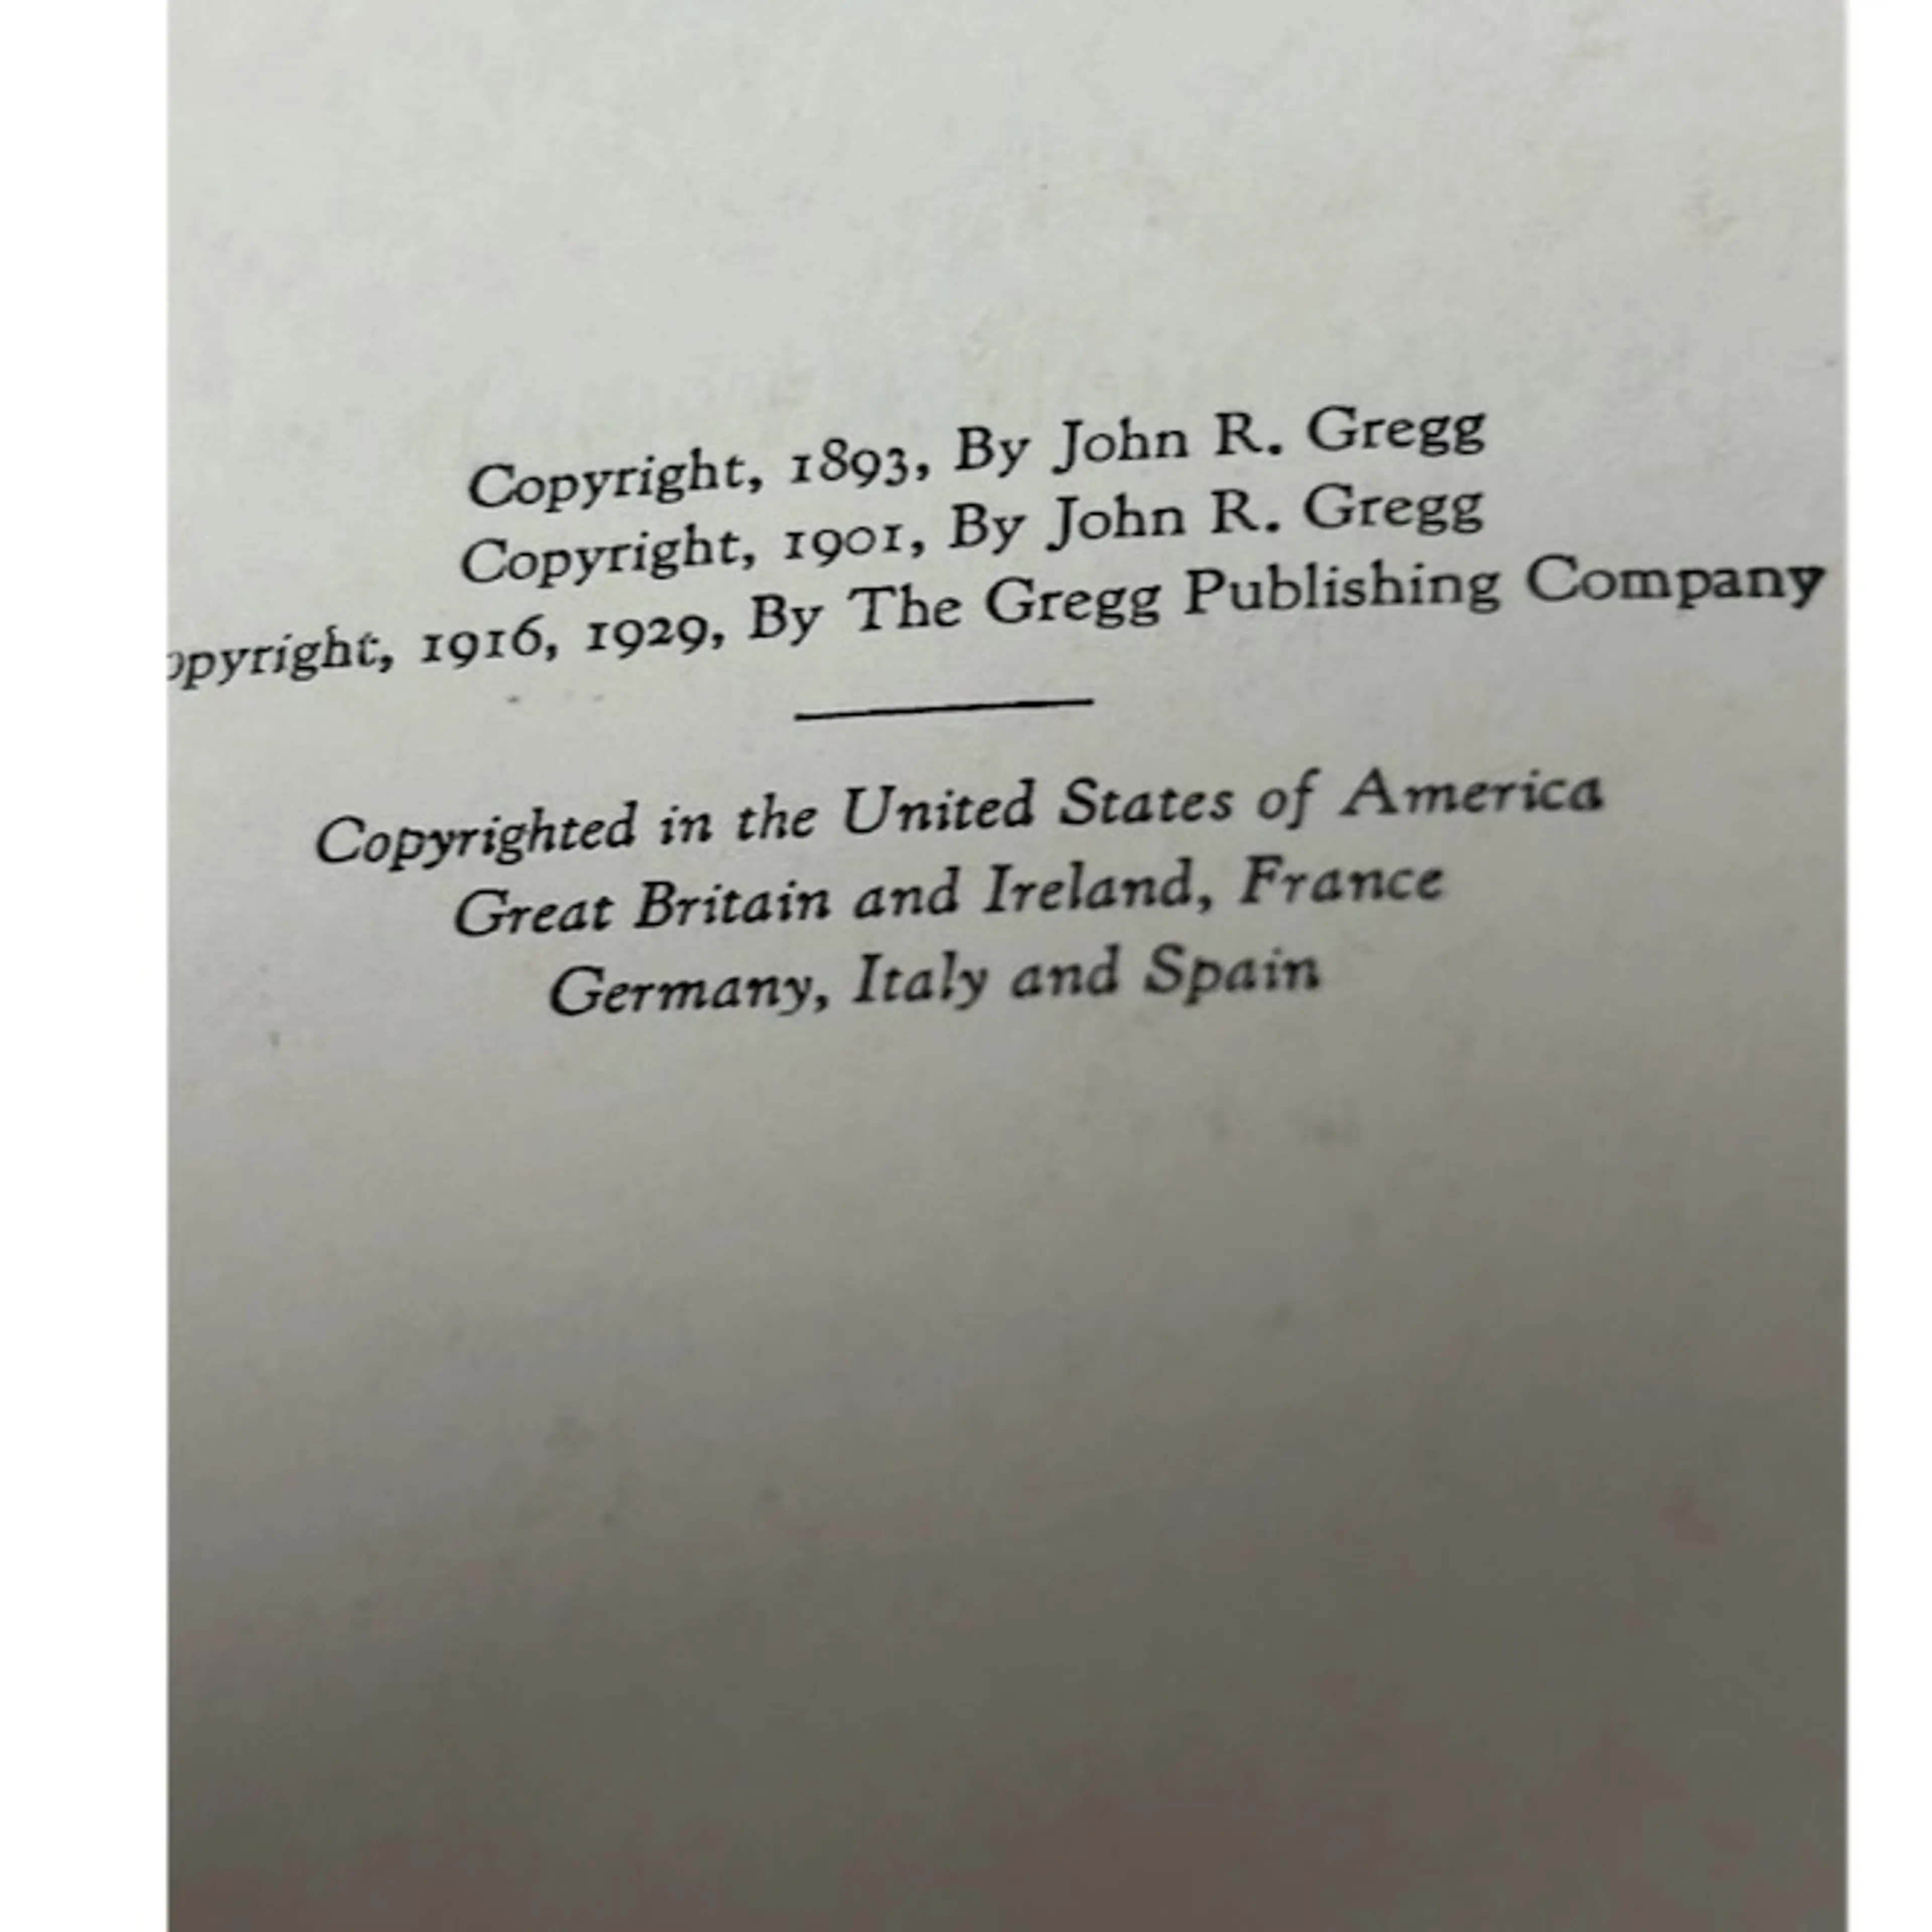 Copyright, 1893, By John R. Gregg
Copyright, 1901, By John R. Gregg
opyright, 1916, 1929, By The Gregg Publishing Company
Copyrighted in the United States of America
Great Britain and Ireland, France
Germany, Italy and Spain